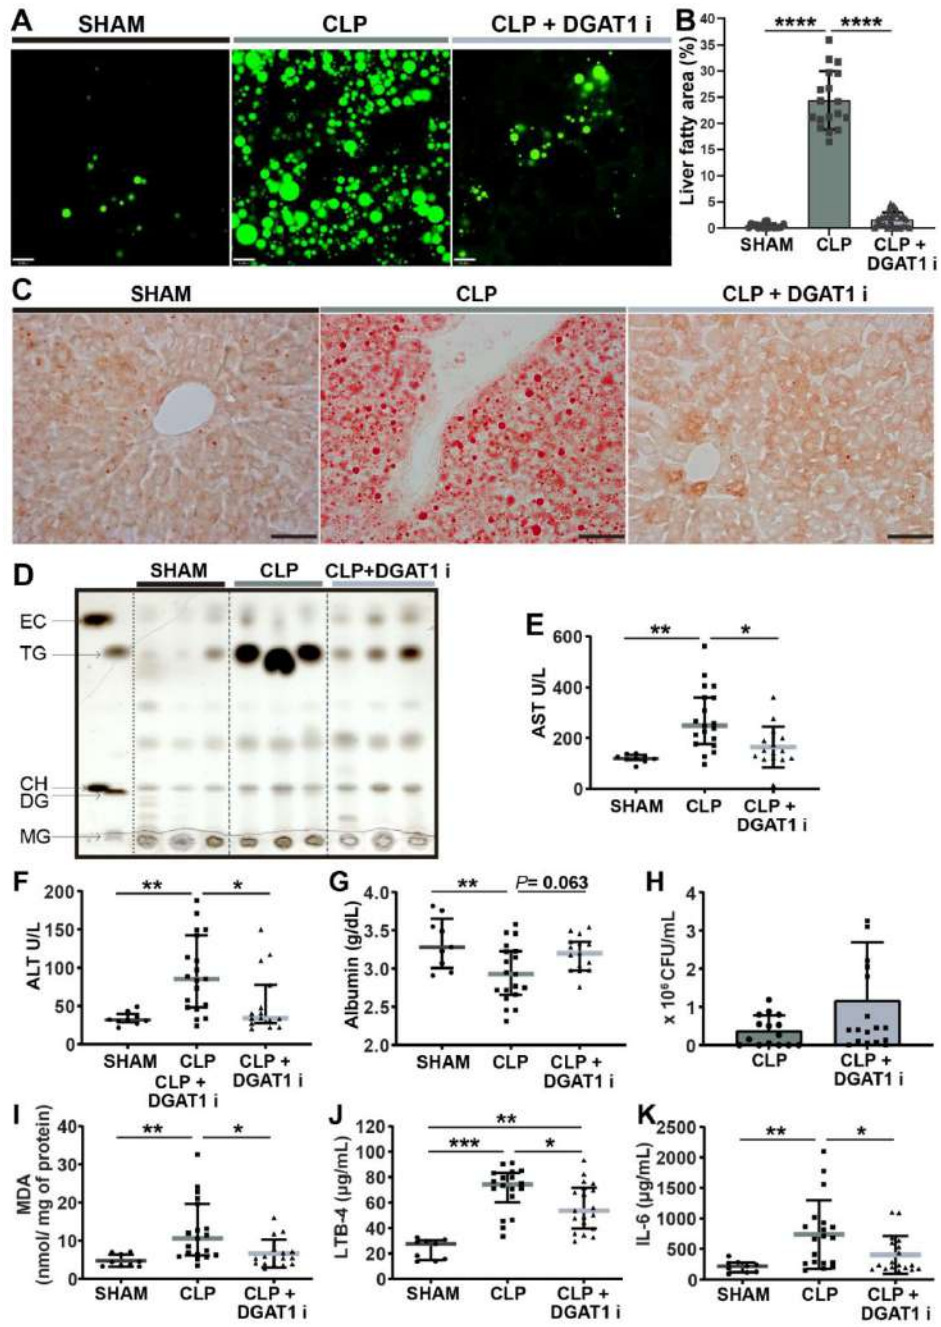 A
SHAM
CLP
CLP + DGAT1 i
B
Liver fatty area (%)
40
35
30
25
20
15
10
5
0
**** ****
SHAM
CLP
CLP +
DGAT1 i
C
SHAM
CLP
CLP + DGAT1 i
D
SHAM
CLP
CLP+DGAT1 i
EC
TG
CH
DG
MG
E
AST U/L
600
400
200
0
** *
SHAM
CLP
CLP +
DGAT1 i
F
ALT U/L
200
150
100
50
0
** *
SHAM
CLP
CLP + DGAT1 i
CLP +
DGAT1 i
G
Albumin (g/dL)
4.0
3.5
3.0
2.5
2.0
** P= 0.063
SHAM
CLP
CLP +
DGAT1 i
H
x 10⁶ CFU/mL
4
3
2
1
0
CLP
CLP +
DGAT1 i
I
MDA
(nmol/ mg of protein)
40
30
20
10
0
** *
SHAM
CLP
CLP +
DGAT1 i
J
LTB-4 (µg/mL)
120
100
80
60
40
20
0
**
*** *
SHAM
CLP
CLP +
DGAT1 i
K
IL-6 (µg/mL)
2500
2000
1500
1000
500
0
** *
SHAM
CLP
CLP +
DGAT1 i